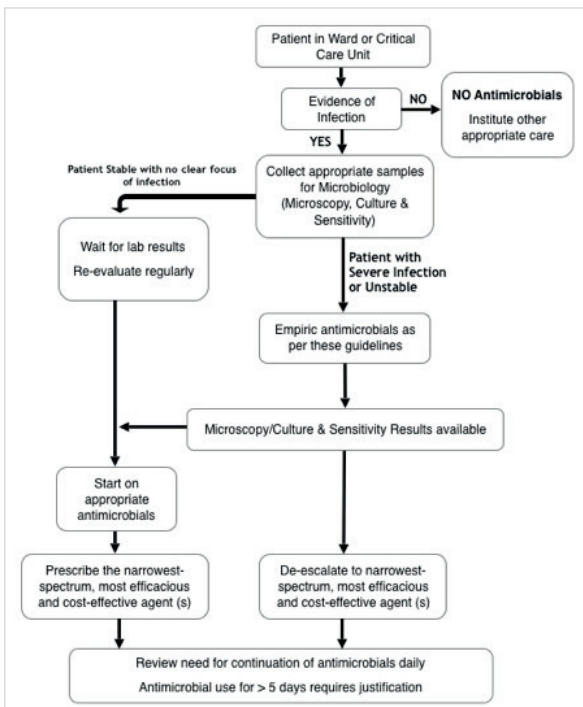 Patient in Ward or Critical
Care Unit
Evidence of
Infection
NO
NO Antimicrobials
Institute other
appropriate care
YES
Patient Stable with no clear focus
of infection
Collect appropriate samples
for Microbiology
(Microscopy, Culture &
Sensitivity)
Wait for lab results
Re-evaluate regularly
Patient with
Severe Infection
or Unstable
Empiric antimicrobials as
per these guidelines
Microscopy/Culture & Sensitivity Results available
Start on
appropriate
antimicrobials
Prescribe the narrowest-
spectrum, most efficacious
and cost-effective agent (s)
De-escalate to narrowest-
spectrum, most efficacious
and cost-effective agent (s)
Review need for continuation of antimicrobials daily
Antimicrobial use for > 5 days requires justification